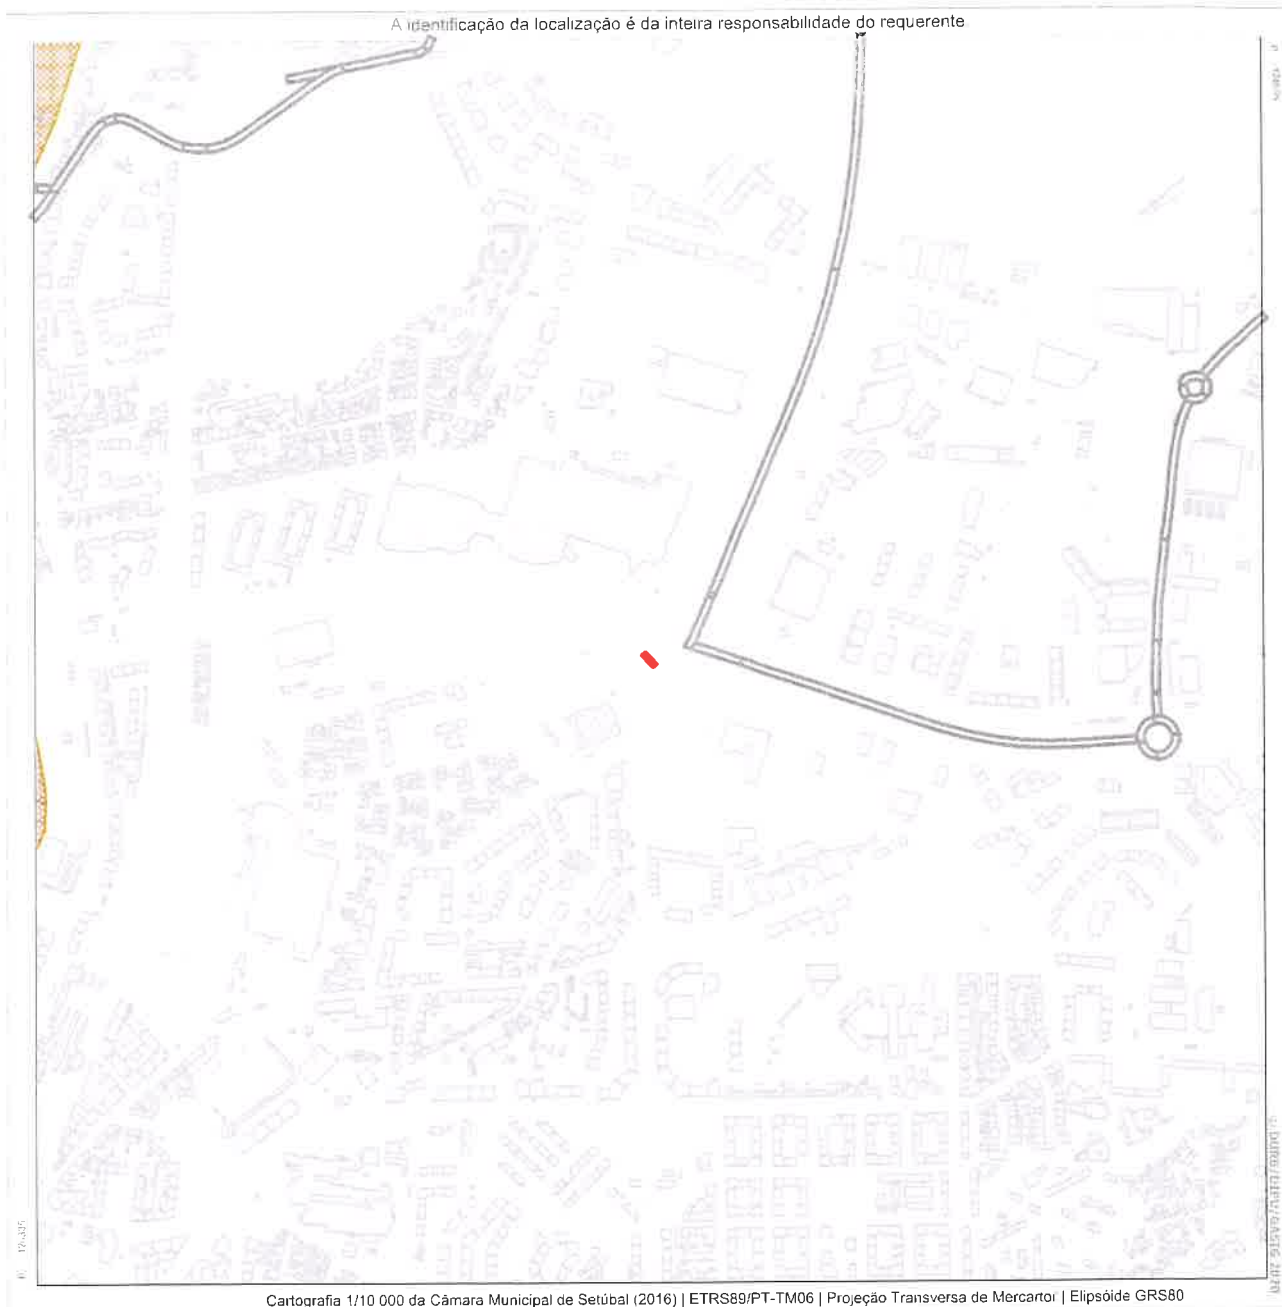 A identificação da localização é da inteira responsabilidade do requerente
Cartografia 1/10 000 da Câmara Municipal de Setúbal (2016) | ETRS89/PT-TM06 | Projeção Transversa de Mercartor | Elipsóide GRS80